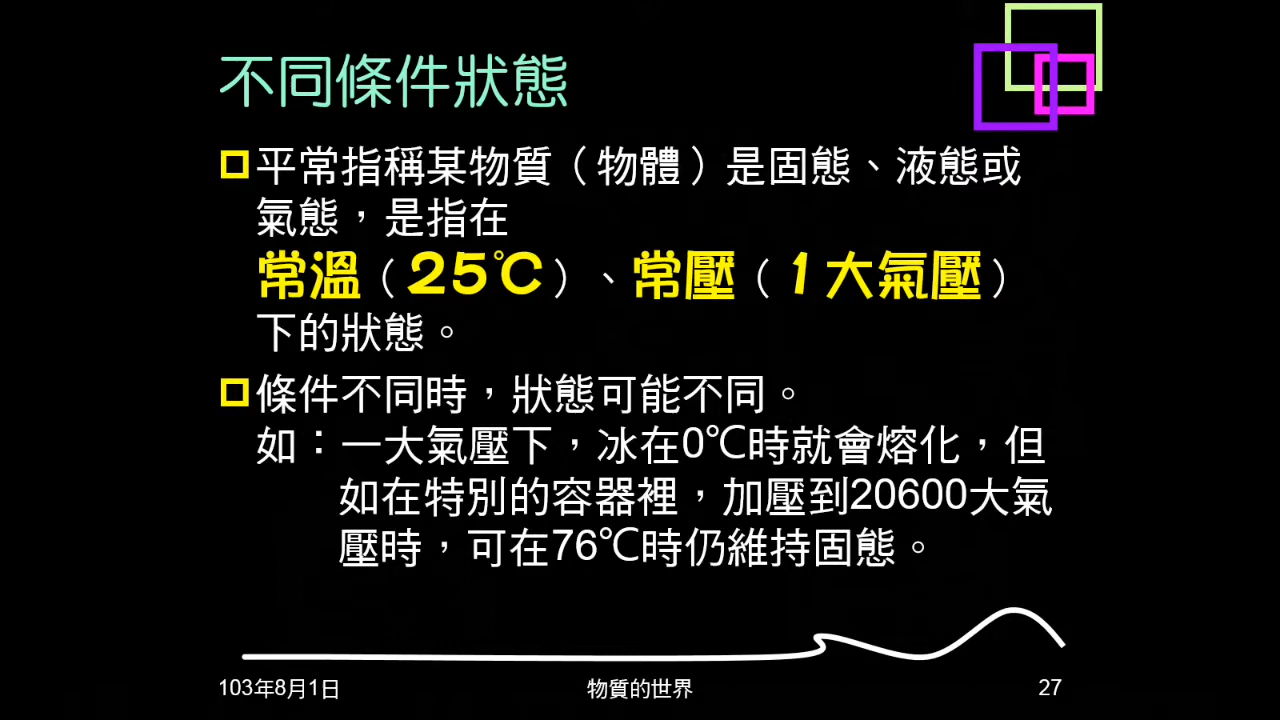 不同條件狀態
平常指稱某物質（物體）是固態、液態或
氣態，是指在
常溫（25℃）、常壓（1大氣壓）
下的狀態。
條件不同時，狀態可能不同。
如：一大氣壓下，冰在0℃時就會熔化，但
如在特別的容器裡，加壓到20600大氣
壓時，可在76℃時仍維持固態。
103年8月1日
物質的世界
27